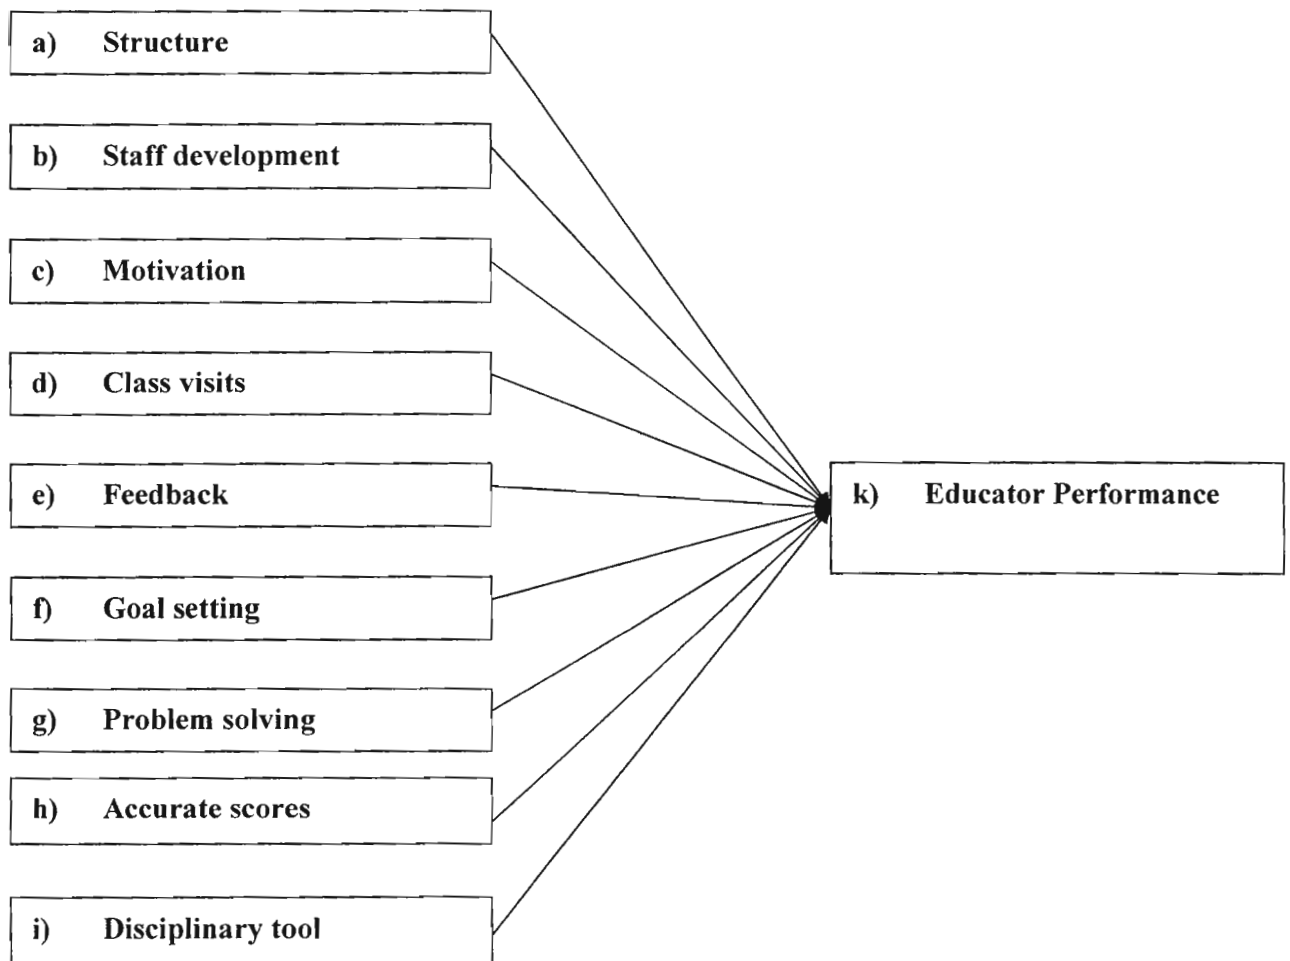 a) Structure
b) Staff development
c) Motivation
d) Class visits
e) Feedback
k) Educator Performance
f) Goal setting
g) Problem solving
h) Accurate scores
i) Disciplinary tool